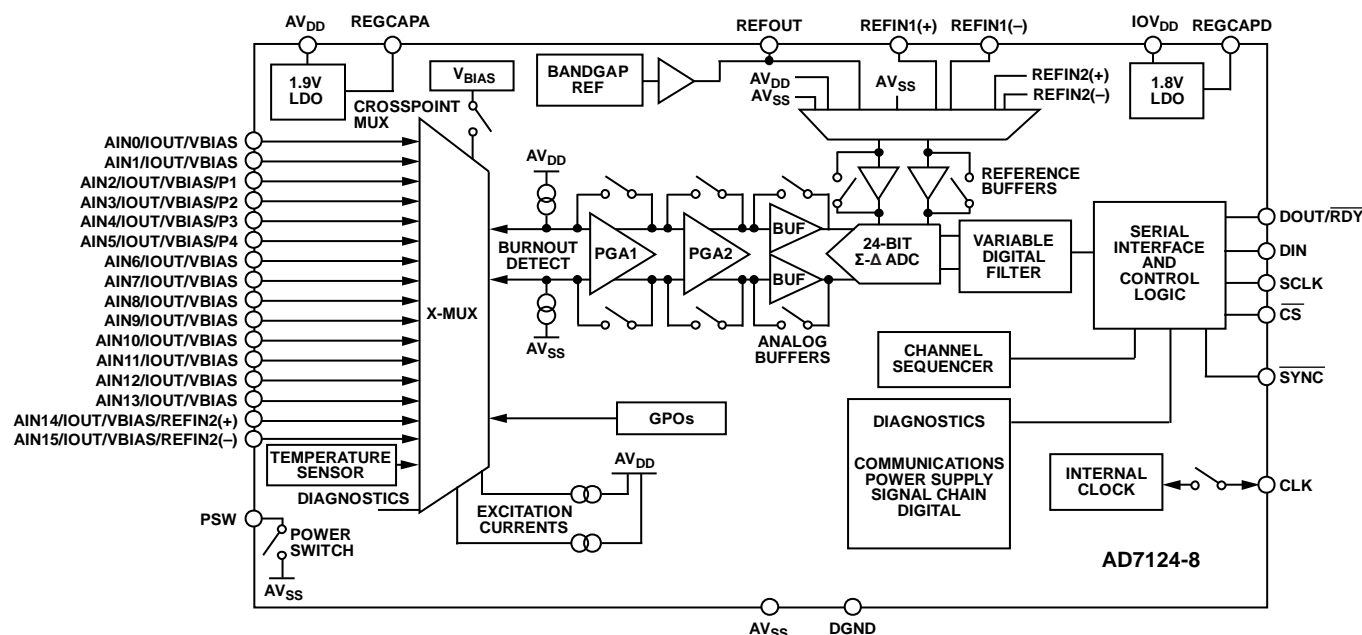 AVDD
REGCAPA
REFOUT
REFIN1(+)
REFIN1(–)
IOVDD
REGCAPD
1.9V
LDO
VBIAS
BANDGAP
REF
AVDD
AVSS
AVSS
REFIN2(+)
REFIN2(–)
1.8V
LDO
CROSSPOINT
MUX
AIN0/IOUT/VBIAS
AIN1/IOUT/VBIAS
AIN2/IOUT/VBIAS/P1
AIN3/IOUT/VBIAS/P2
AIN4/IOUT/VBIAS/P3
AIN5/IOUT/VBIAS/P4
AIN6/IOUT/VBIAS
AIN7/IOUT/VBIAS
AIN8/IOUT/VBIAS
AIN9/IOUT/VBIAS
AIN10/IOUT/VBIAS
AIN11/IOUT/VBIAS
AIN12/IOUT/VBIAS
AIN13/IOUT/VBIAS
AIN14/IOUT/VBIAS/REFIN2(+)
AIN15/IOUT/VBIAS/REFIN2(–)
X-MUX
AVDD
BURNOUT
DETECT
AVSS
PGA1
PGA2
BUF
BUF
ANALOG
BUFFERS
REFERENCE
BUFFERS
24-BIT
Σ-Δ ADC
VARIABLE
DIGITAL
FILTER
SERIAL
INTERFACE
AND
CONTROL
LOGIC
DOUT/RDY
DIN
SCLK
CS
SYNC
CHANNEL
SEQUENCER
GPOs
DIAGNOSTICS
COMMUNICATIONS
POWER SUPPLY
SIGNAL CHAIN
DIGITAL
TEMPERATURE
SENSOR
DIAGNOSTICS
AVDD
EXCITATION
CURRENTS
INTERNAL
CLOCK
CLK
PSW
POWER
SWITCH
AVSS
AD7124-8
AVSS
DGND